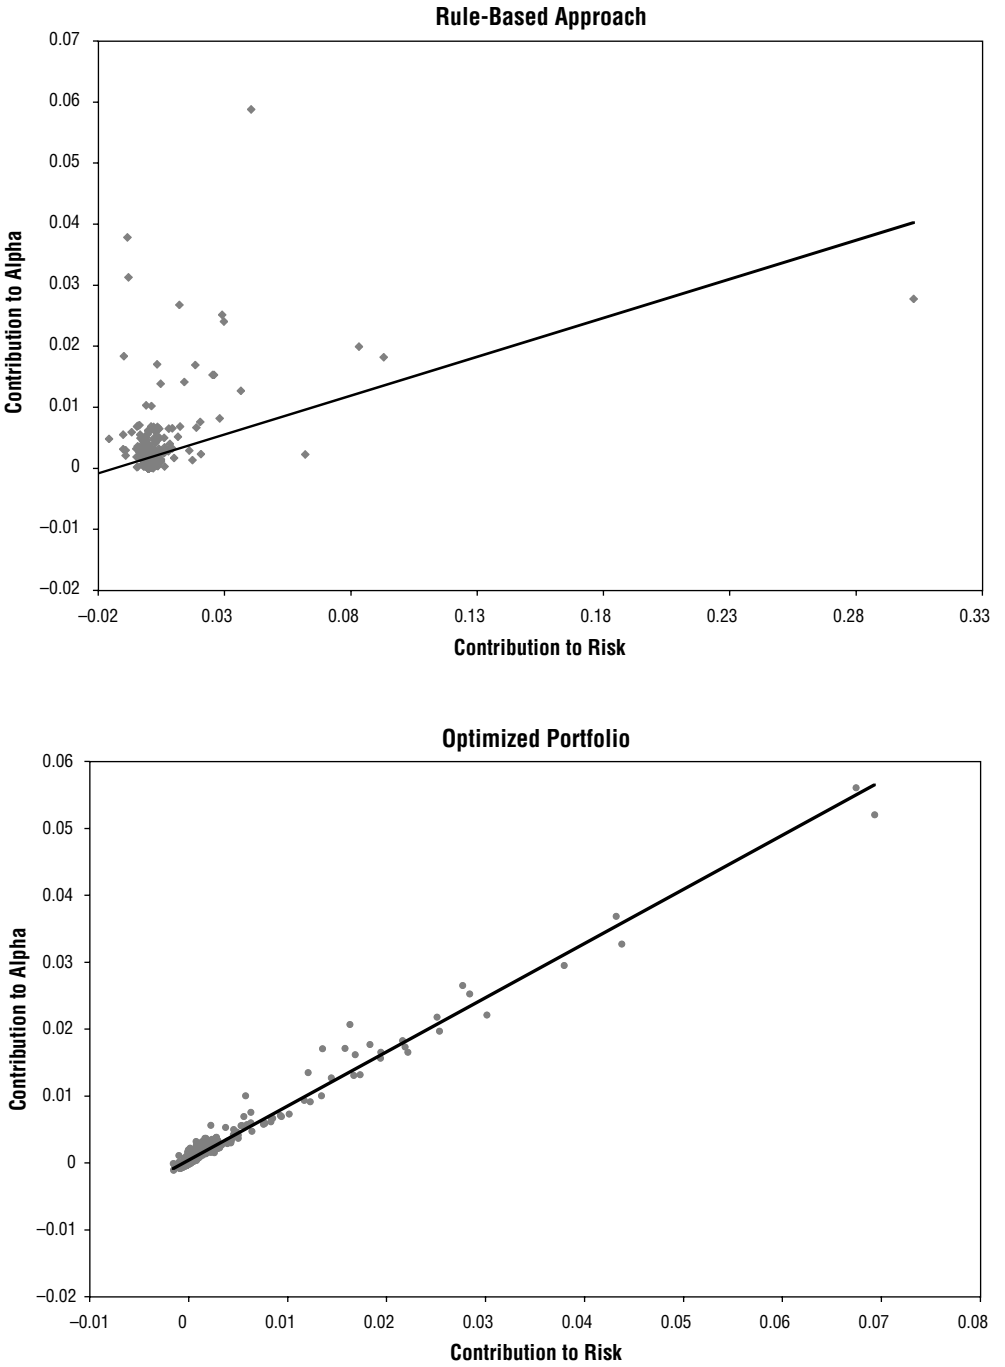 Rule-Based Approach
0.07
0.06
0.05
0.04
0.03
0.02
0.01
0
–0.01
–0.02
Contribution to Alpha
–0.02 0.03 0.08 0.13 0.18 0.23 0.28 0.33
Contribution to Risk
Optimized Portfolio
0.06
0.05
0.04
0.03
0.02
0.01
0
–0.01
–0.02
Contribution to Alpha
–0.01 0 0.01 0.02 0.03 0.04 0.05 0.06 0.07 0.08
Contribution to Risk